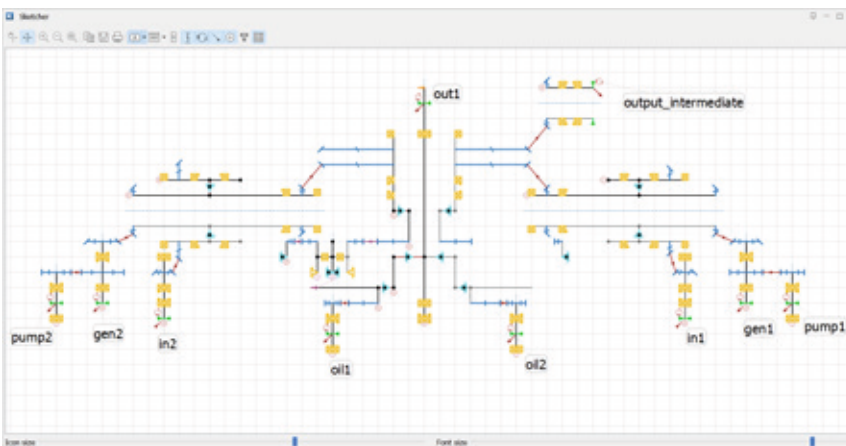 Sketcher
out1
output_intermediate
pump2
gen2
in2
oil1
oil2
in1
gen1
pump1
Icon size
Font size